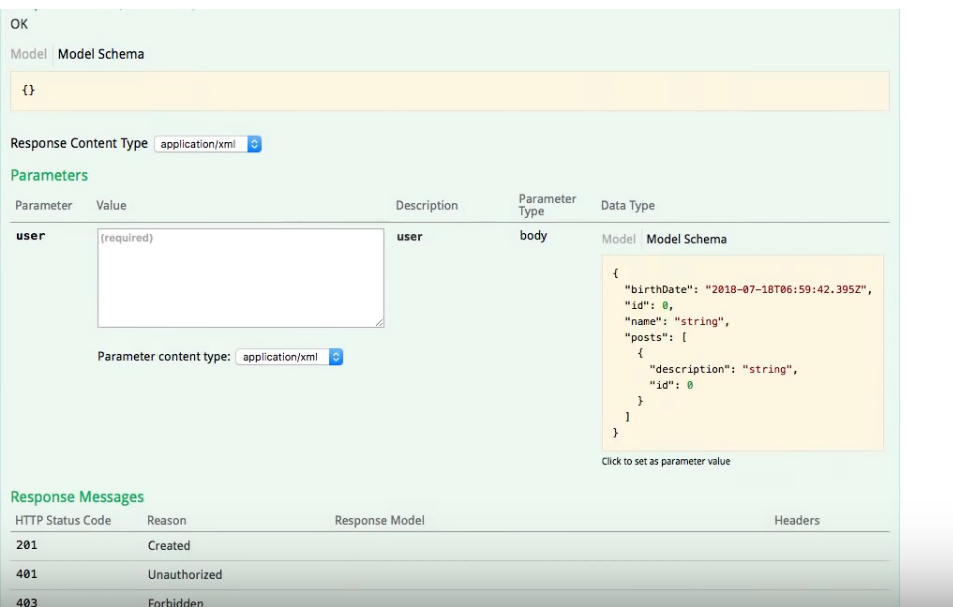 OK
Model Model Schema
{}
Response Content Type application/xml
Parameters
Parameter Value Description Parameter Type Data Type
user (required) user body Model Model Schema
{
"birthDate": "2018-07-18T06:59:42.395Z",
"id": 0,
"name": "string",
"posts": [
{
"description": "string",
"id": 0
}
]
}
Parameter content type: application/xml
Click to set as parameter value
Response Messages
HTTP Status Code Reason Response Model Headers
201 Created
401 Unauthorized
403 Forbidden